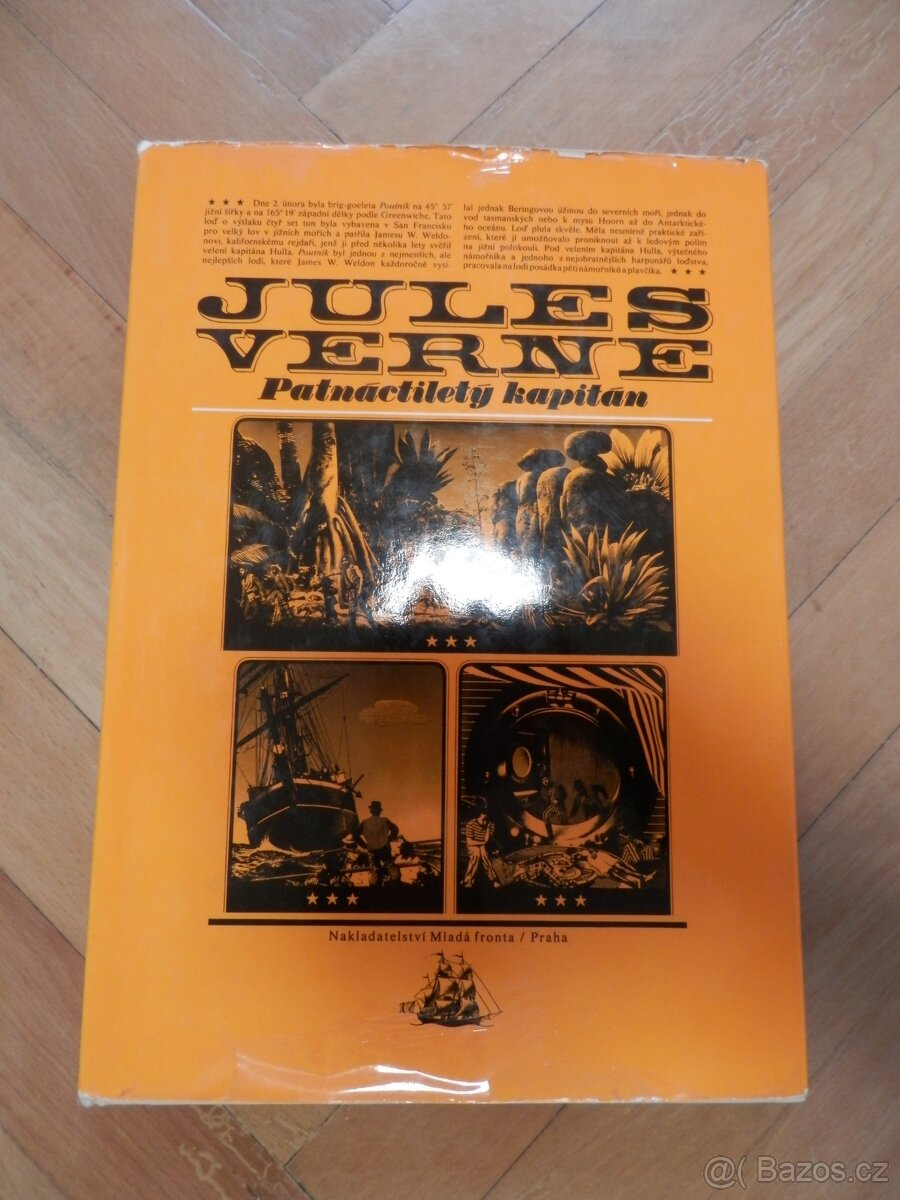 ★ ★ ★ Dne 2. února byla brig-goeleta Poutník na 45° 57'
jižní šířky a na 165° 19' západní délky podle Greenwiche. Tato
loď o výtlaku čtyř set tun byla vybavena v San Francisku
pro velký lov v jižních mořích a patřila Jamesu W. Weldo-
novi, kalifornskému rejdaři, jenž jí před několika lety svěřil
velení kapitána Hulla. Poutník byl jednou z nejmenších, ale
nejlepších lodí, které James W. Weldon každoročně vysí-
lal jednak Beringovou úžinou do severních moří, jednak do
vod tasmanských nebo k mysu Hoorn až do Antarktické-
ho oceánu. Loď plula skvěle. Měla nesmírně praktické zaří-
zení, které jí umožňovalo proniknout až k ledovým polím
na jižní polokouli. Pod velením kapitána Hulla, výtečného
námořníka a jednoho z nejobratnějších harpunářů loďstva,
pracovala na lodi posádka pěti námořníků a plavčíka. ★ ★ ★
JULES
VERNE
Patnáctiletý kapitán
★ ★ ★
★ ★ ★
★ ★ ★
Nakladatelství Mladá fronta / Praha
@( Bazos.cz